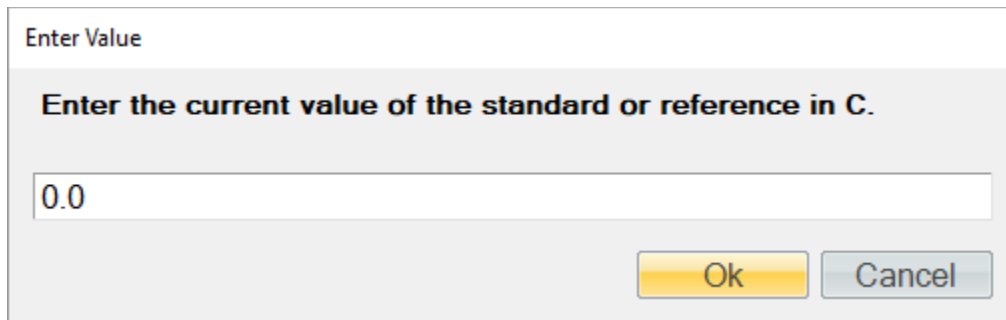 Enter Value
Enter the current value of the standard or reference in C.
0.0
Ok Cancel